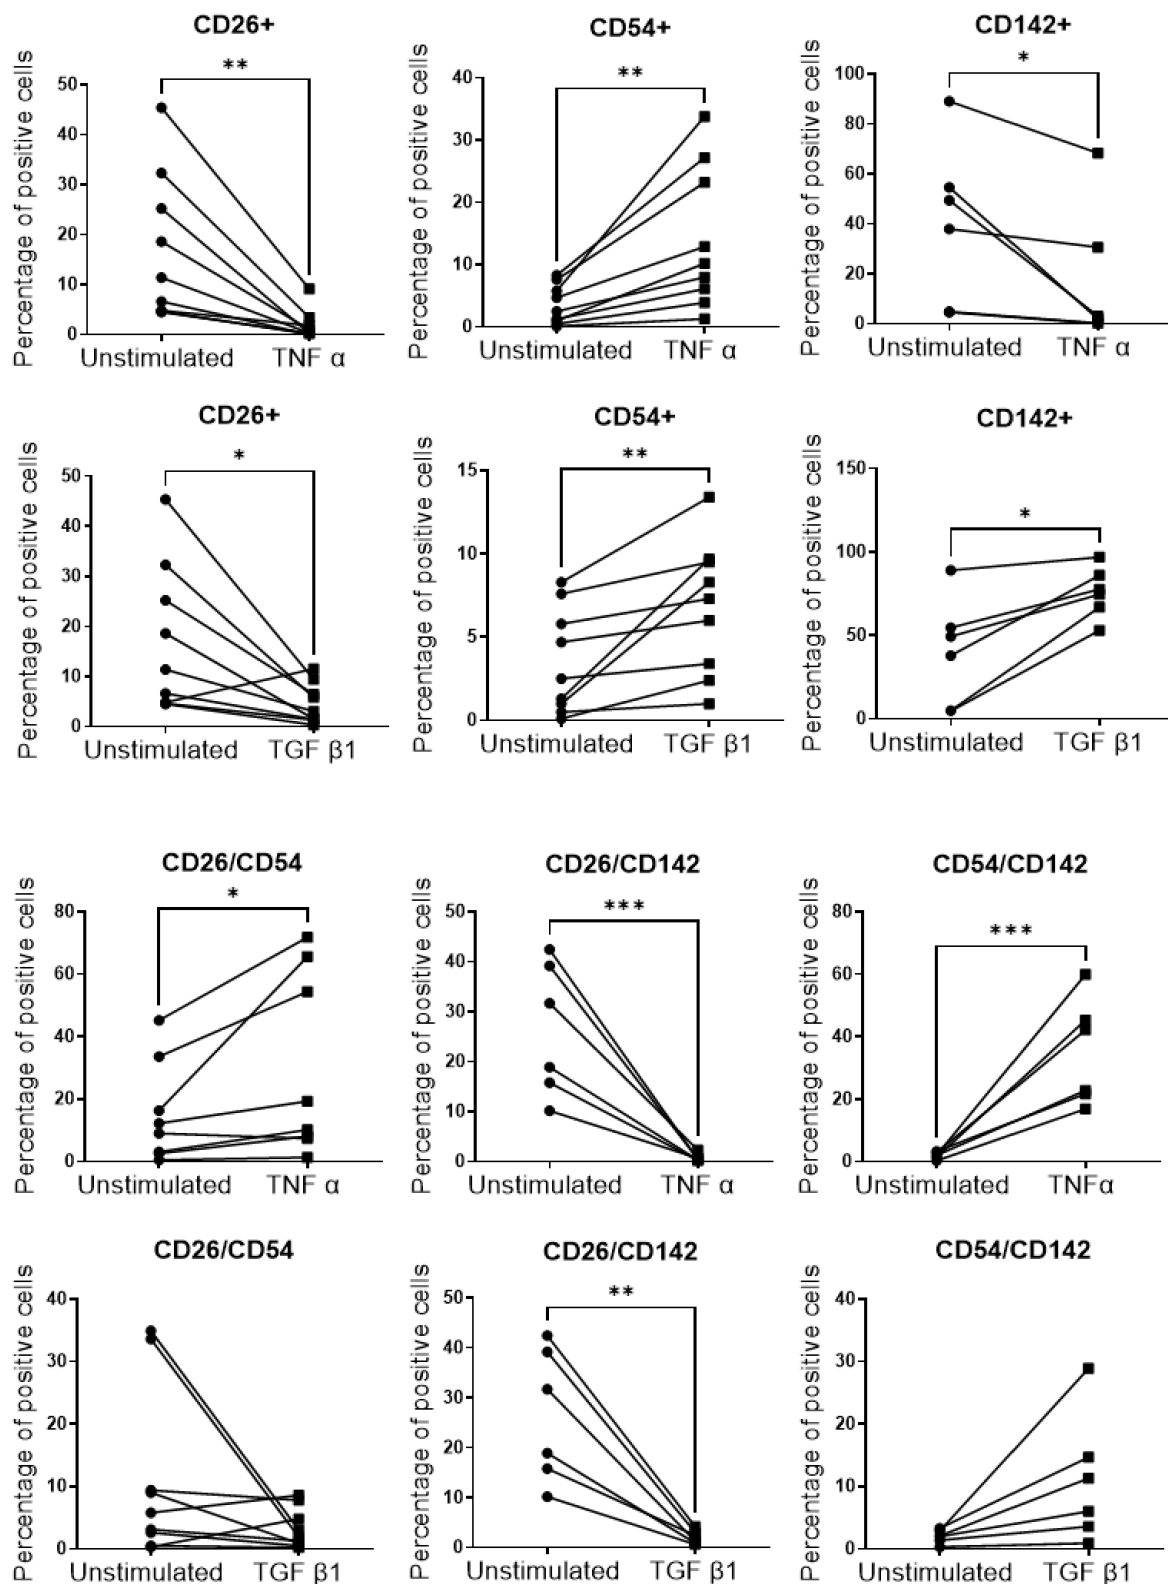 CD26+
CD54+
CD142+
**
**
*
Percentage of positive cells
50
40
30
20
10
0
Unstimulated
TNF α
Percentage of positive cells
40
30
20
10
0
Unstimulated
TNF α
Percentage of positive cells
100
80
60
40
20
0
Unstimulated
TNF α
CD26+
CD54+
CD142+
*
**
*
Percentage of positive cells
50
40
30
20
10
0
Unstimulated
TGF β1
Percentage of positive cells
15
10
5
0
Unstimulated
TGF β1
Percentage of positive cells
150
100
50
0
Unstimulated
TGF β1
CD26/CD54
CD26/CD142
CD54/CD142
*
***
***
Percentage of positive cells
80
60
40
20
0
Unstimulated
TNF α
Percentage of positive cells
50
40
30
20
10
0
Unstimulated
TNF α
Percentage of positive cells
80
60
40
20
0
Unstimulated
TNFα
CD26/CD54
CD26/CD142
CD54/CD142
**
Percentage of positive cells
40
30
20
10
0
Unstimulated
TGF β1
Percentage of positive cells
50
40
30
20
10
0
Unstimulated
TGF β1
Percentage of positive cells
40
30
20
10
0
Unstimulated
TGF β1